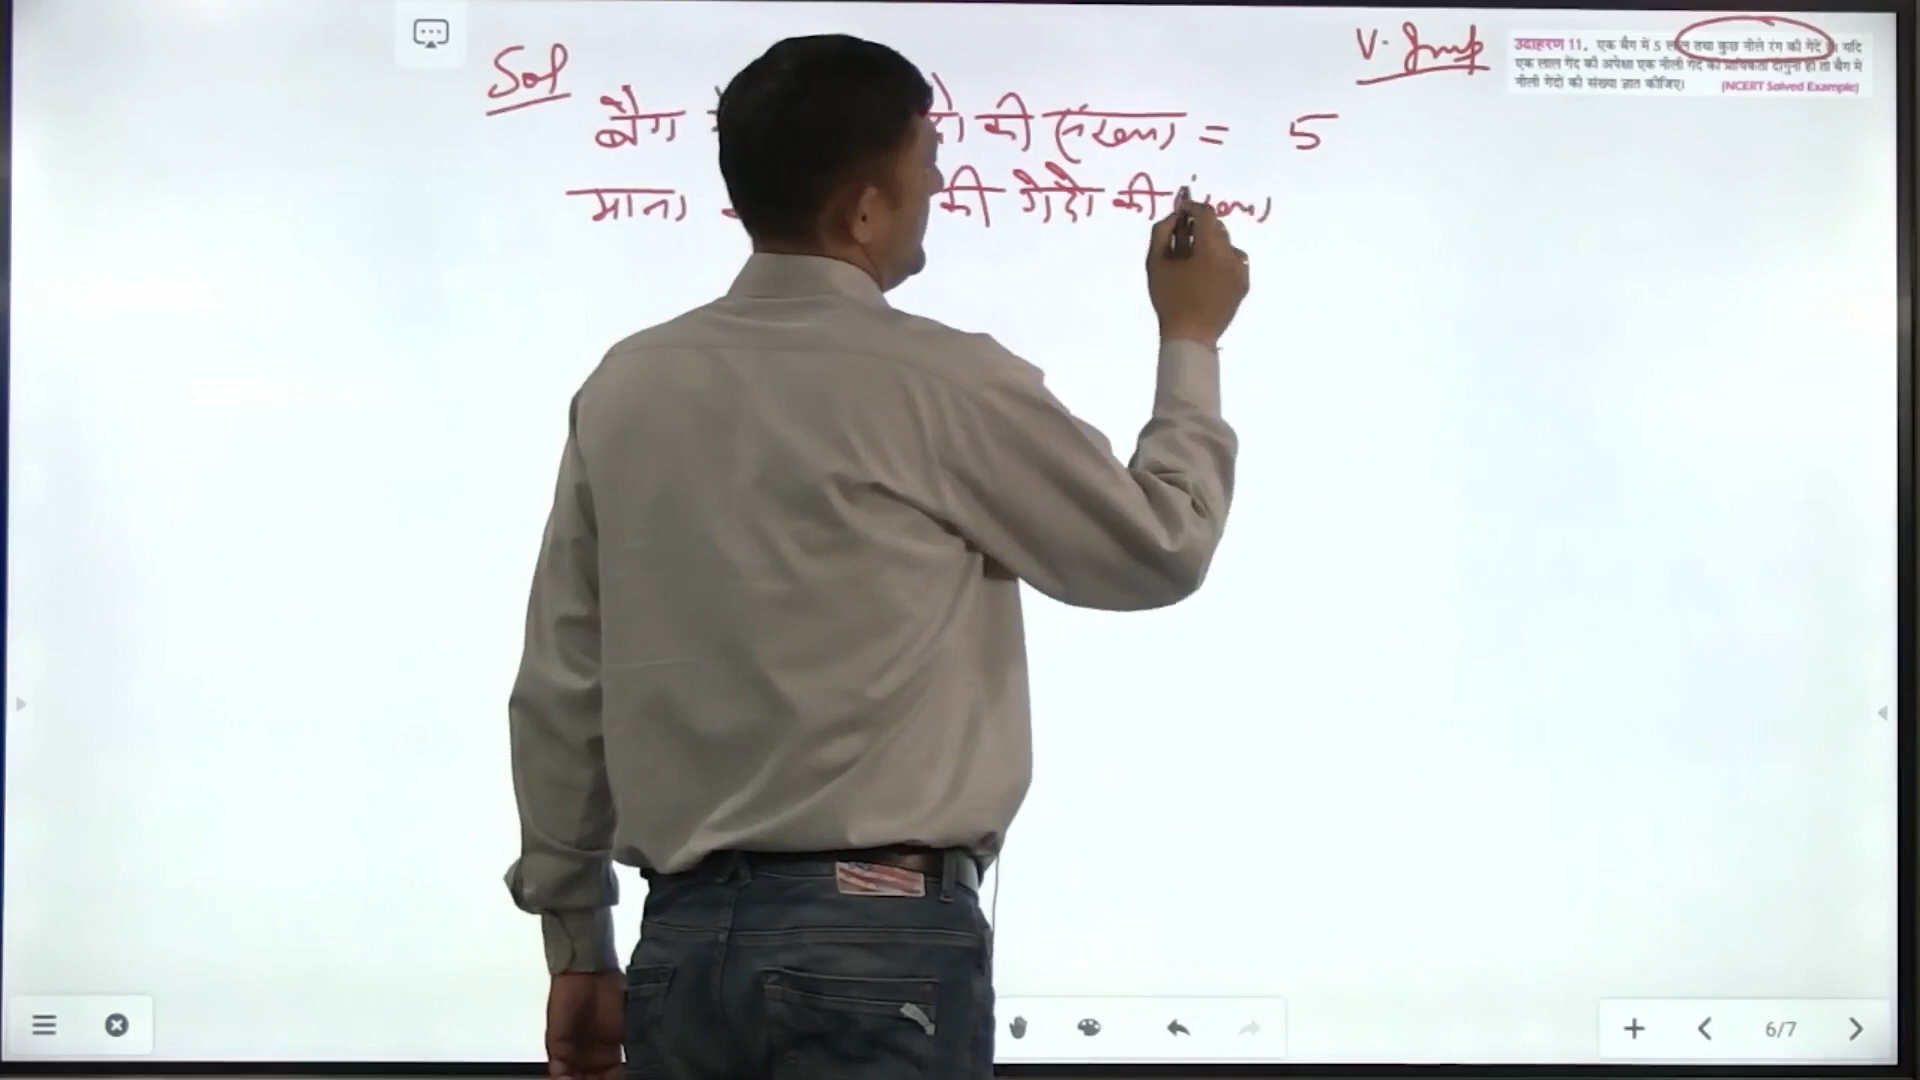 Sol
V. Imp
उदाहरण 11. एक बैग में 5 लाल तथा कुछ नीले रंग की गेंदें हैं। यदि
एक लाल गेंद की अपेक्षा एक नीली गेंद की प्रायिकता दोगुनी हो तो बैग में
नीली गेंदों की संख्या ज्ञात कीजिए।
[NCERT Solved Example]
बैग की संख्या = 5
माना की गेंदों की संख्या
6/7